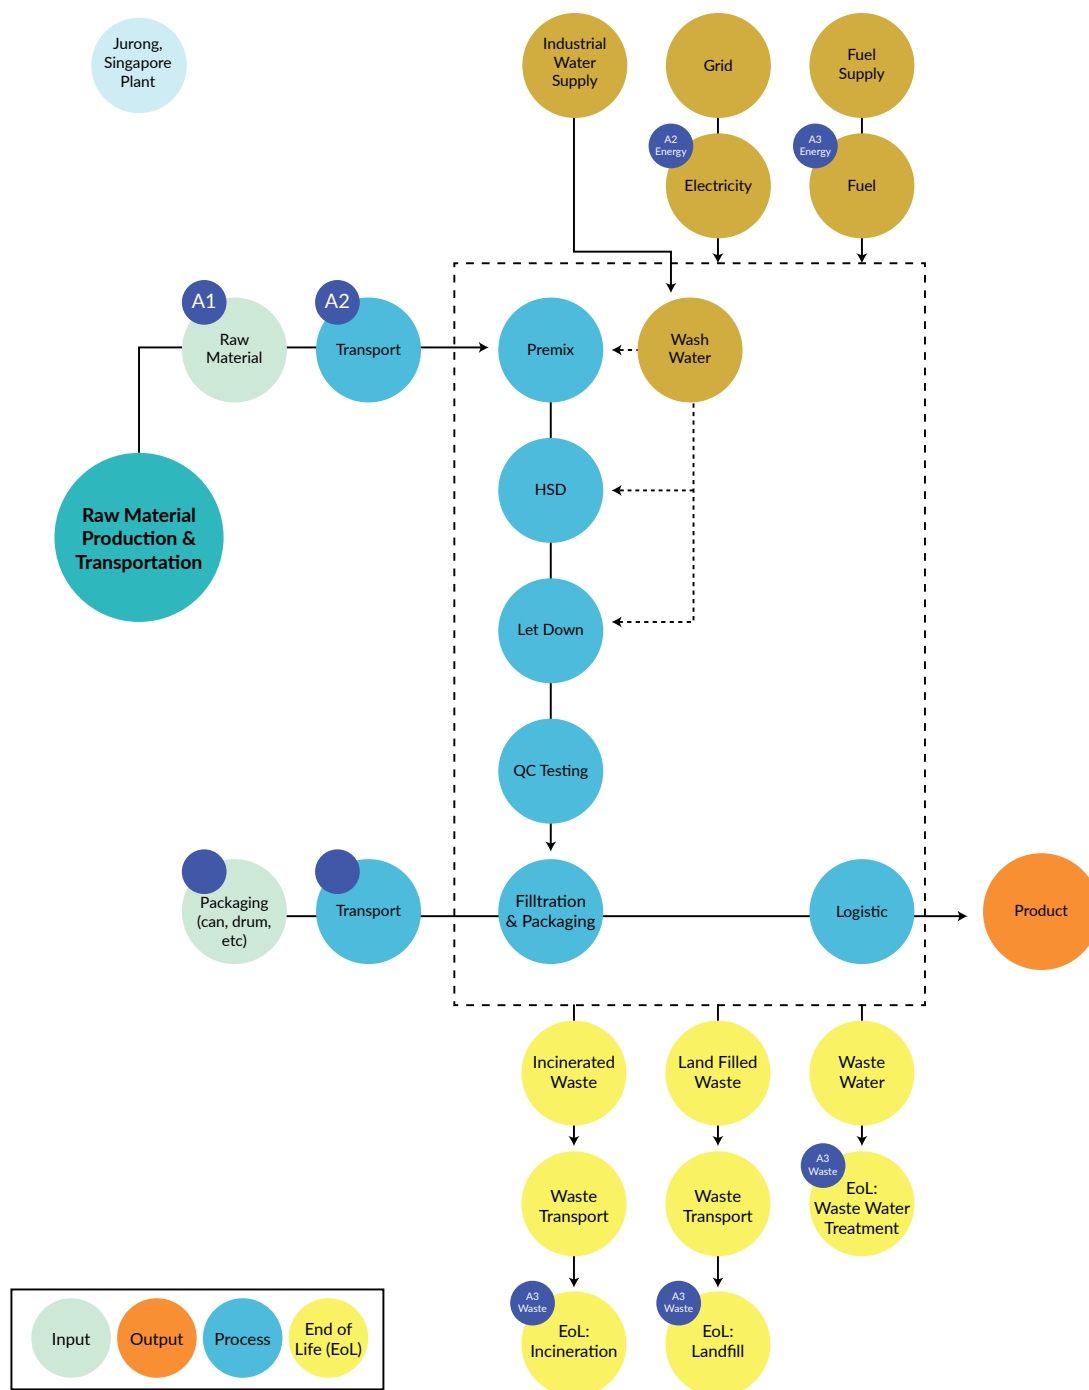 Jurong,
Singapore
Plant
Industrial
Water
Supply
Grid
Fuel
Supply
A2
Energy
Electricity
A3
Energy
Fuel
A1
Raw
Material
A2
Transport
Premix
Wash
Water
HSD
Raw Material
Production &
Transportation
Let Down
QC Testing
Packaging
(can, drum,
etc)
Transport
Filltration
& Packaging
Logistic
Product
Incinerated
Waste
Land Filled
Waste
Waste
Water
Waste
Transport
Waste
Transport
A3
Waste
EoL:
Waste Water
Treatment
A3
Waste
EoL:
Incineration
A3
Waste
EoL:
Landfill
Input
Output
Process
End of
Life (EoL)